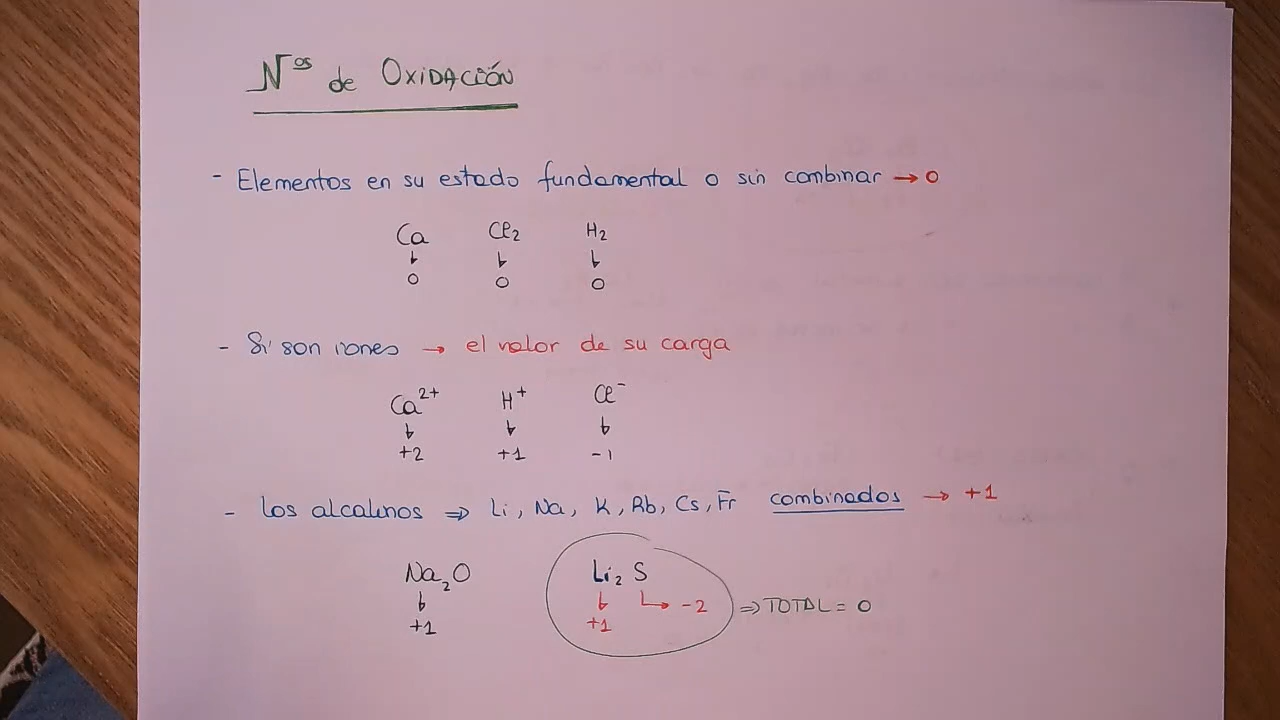 Nos de OXIDACIÓN
- Elementos en su estado fundamental o sin combinar → 0
Ca Cl2 H2
↓ ↓ ↓
0 0 0
- Si son iones → el valor de su carga
Ca2+ H+ Cl-
↓ ↓ ↓
+2 +1 -1
- Los alcalinos ⇒ Li, Na, K, Rb, Cs, Fr combinados → +1
Na2O Li2 S
↓ ↓ ↳ -2 ⇒ TOTAL = 0
+1 +1